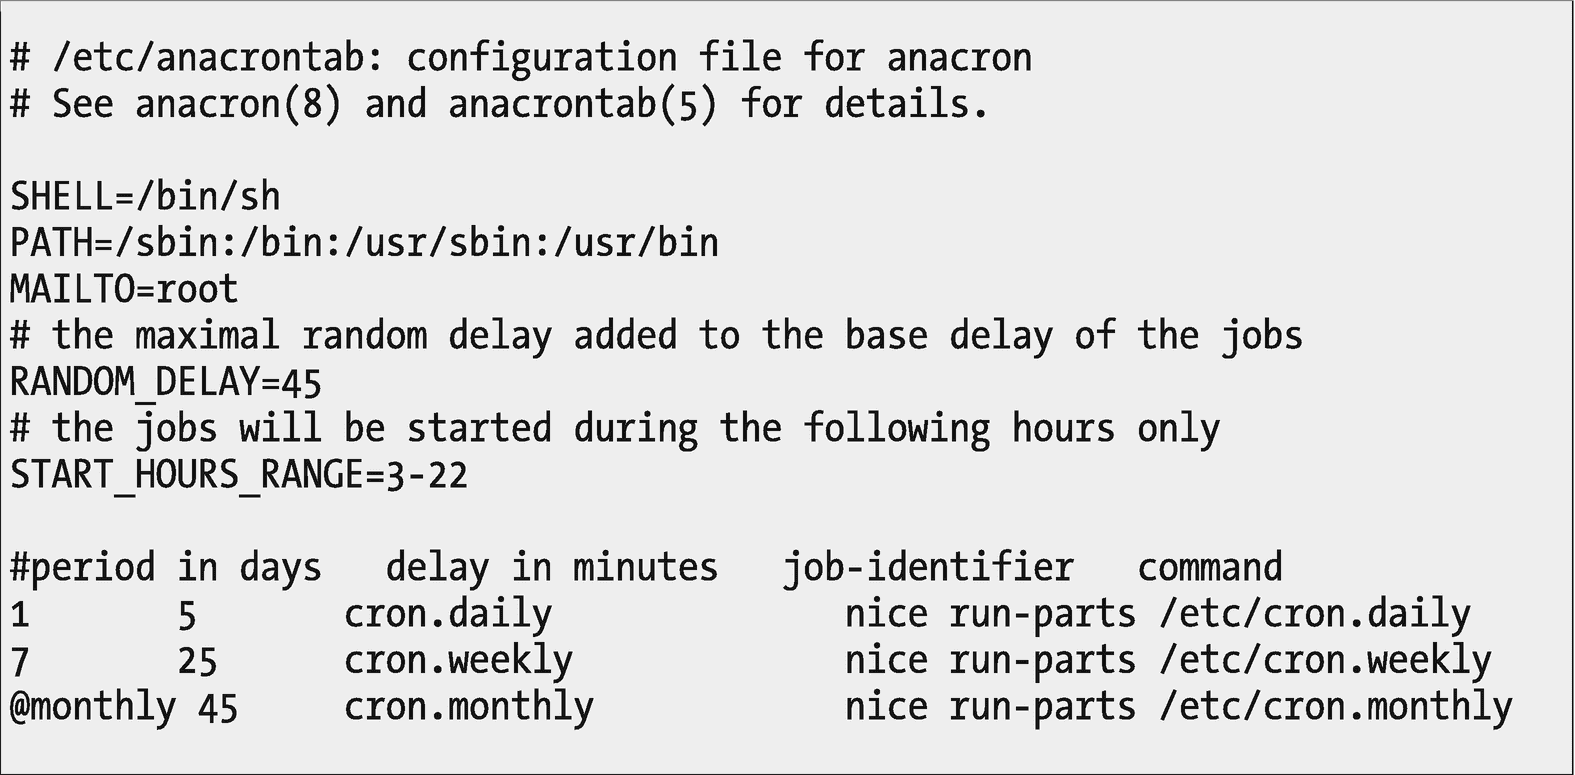 # /etc/anacrontab: configuration file for anacron
# See anacron(8) and anacrontab(5) for details.
SHELL=/bin/sh
PATH=/sbin:/bin:/usr/sbin:/usr/bin
MAILTO=root
# the maximal random delay added to the base delay of the jobs
RANDOM_DELAY=45
# the jobs will be started during the following hours only
START_HOURS_RANGE=3-22
#period in days   delay in minutes   job-identifier   command
1       5       cron.daily              nice run-parts /etc/cron.daily
7       25      cron.weekly             nice run-parts /etc/cron.weekly
@monthly 45     cron.monthly            nice run-parts /etc/cron.monthly